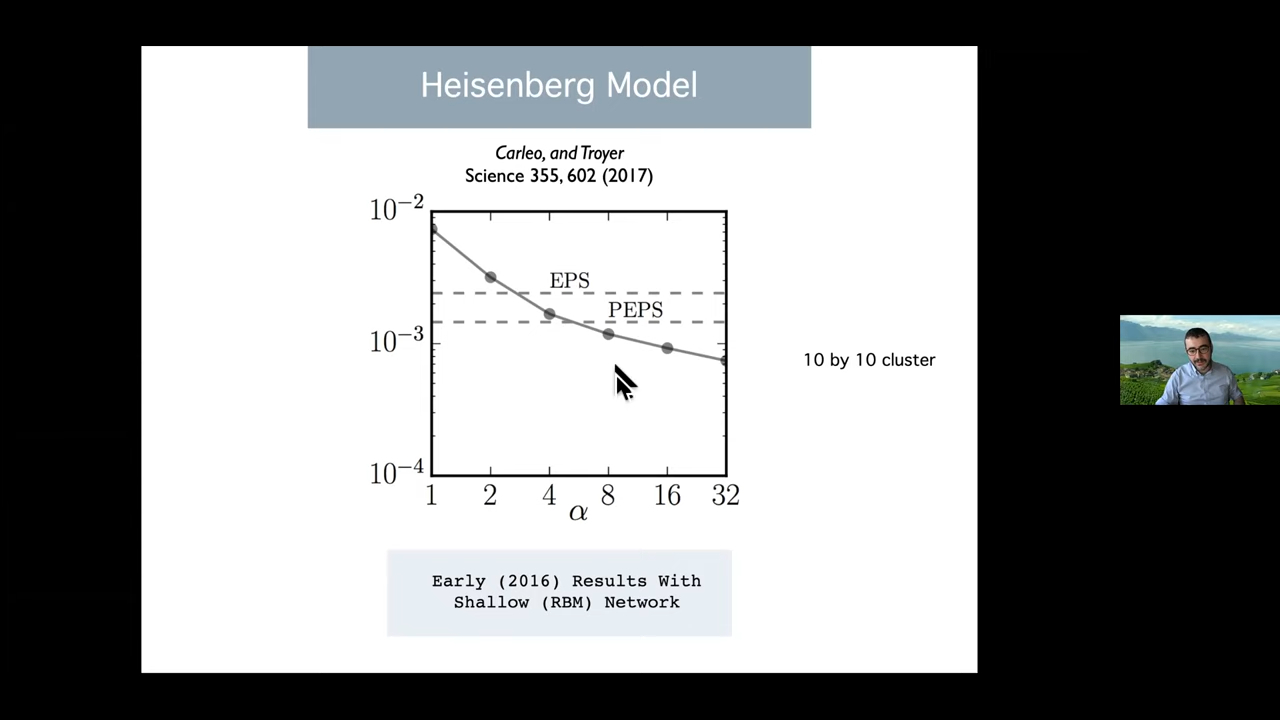 Heisenberg Model
Carleo, and Troyer
Science 355, 602 (2017)
10⁻²
EPS
PEPS
10⁻³
10 by 10 cluster
10⁻⁴
1 2 4 8 16 32
α
Early (2016) Results With
Shallow (RBM) Network